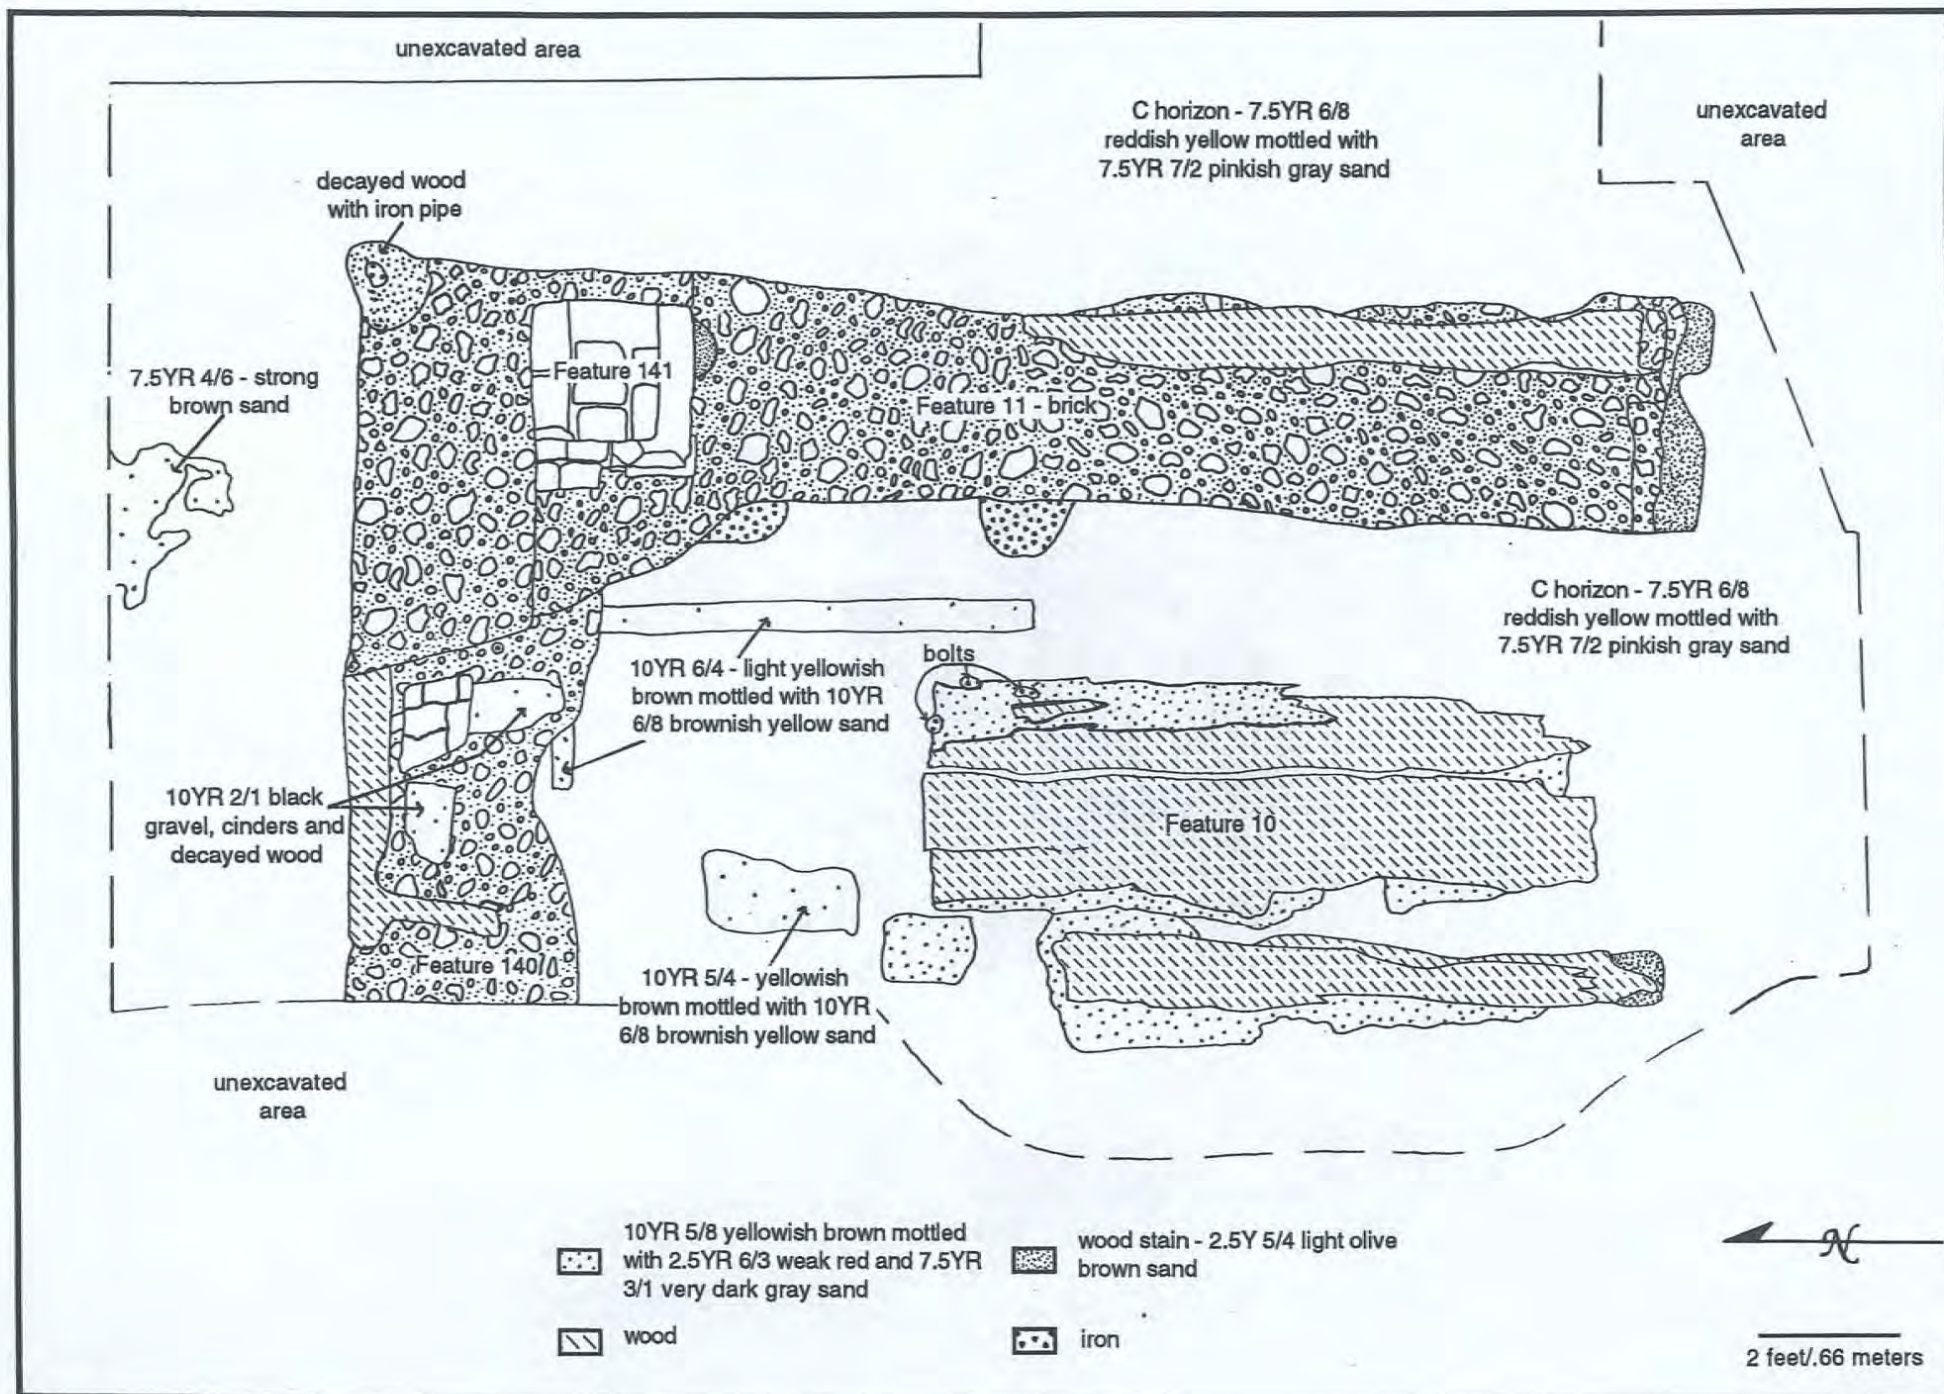 unexcavated area
C horizon - 7.5YR 6/8
reddish yellow mottled with
7.5YR 7/2 pinkish gray sand
unexcavated
area
decayed wood
with iron pipe
7.5YR 4/6 - strong
brown sand
Feature 141
Feature 11 - brick
C horizon - 7.5YR 6/8
reddish yellow mottled with
7.5YR 7/2 pinkish gray sand
bolts
10YR 6/4 - light yellowish
brown mottled with 10YR
6/8 brownish yellow sand
10YR 2/1 black
gravel, cinders and
decayed wood
Feature 10
Feature 140
10YR 5/4 - yellowish
brown mottled with 10YR
6/8 brownish yellow sand
unexcavated
area
10YR 5/8 yellowish brown mottled
with 2.5YR 6/3 weak red and 7.5YR
3/1 very dark gray sand
wood stain - 2.5Y 5/4 light olive
brown sand
wood
iron
N
2 feet/.66 meters